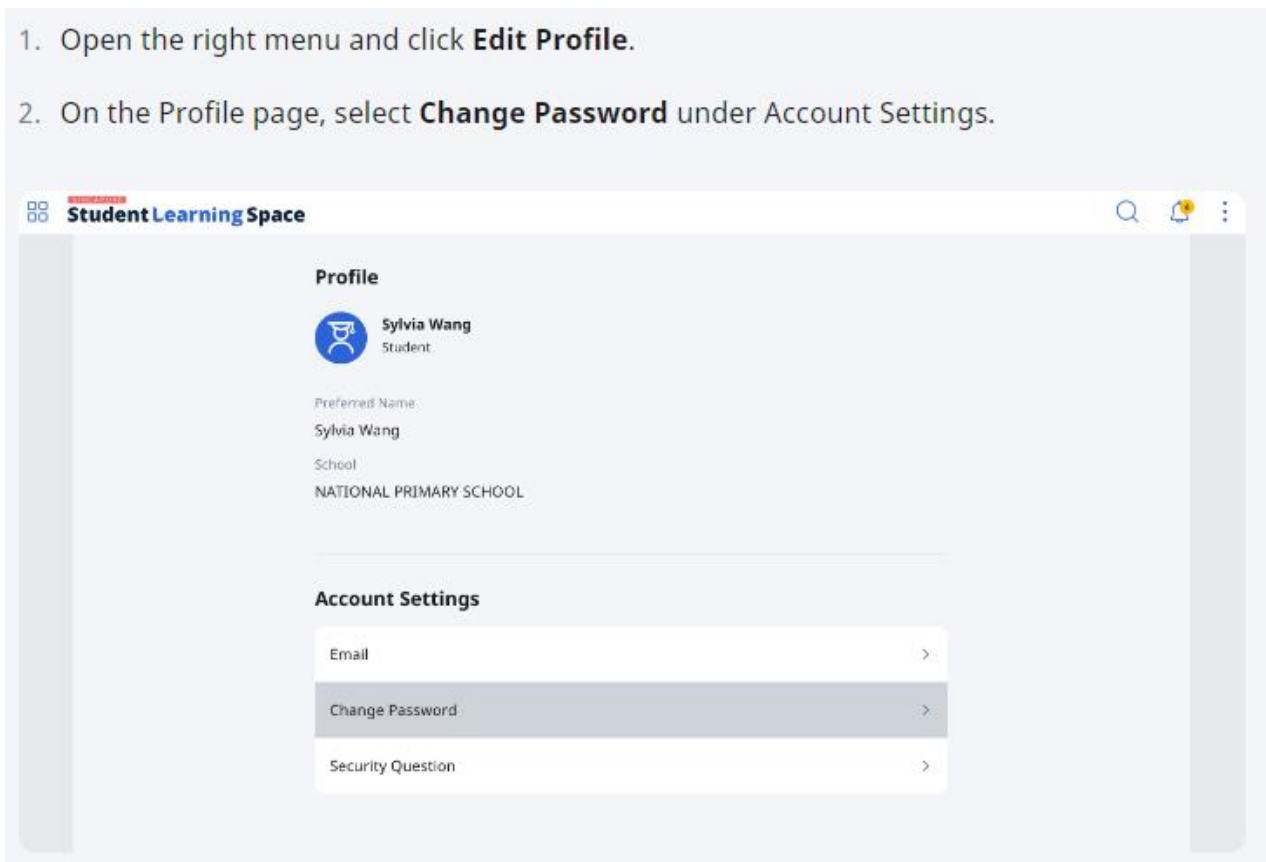 1. Open the right menu and click Edit Profile.
2. On the Profile page, select Change Password under Account Settings.
SINGAPORE
Student Learning Space
Profile
Sylvia Wang
Student
Preferred Name
Sylvia Wang
School
NATIONAL PRIMARY SCHOOL
Account Settings
Email
Change Password
Security Question